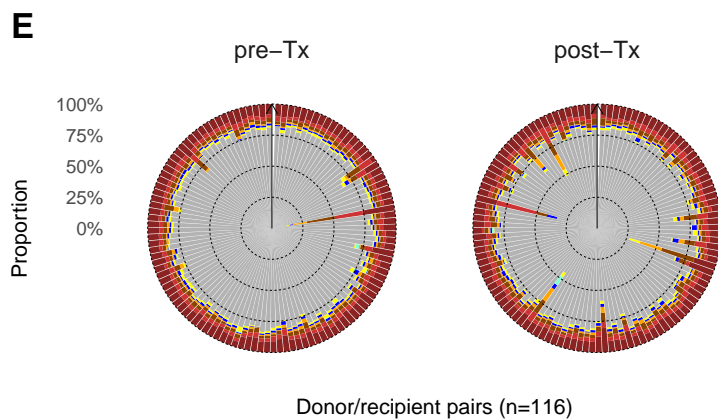 E
pre−Tx
post−Tx
100%
75%
50%
25%
0%
Proportion
Donor/recipient pairs (n=116)